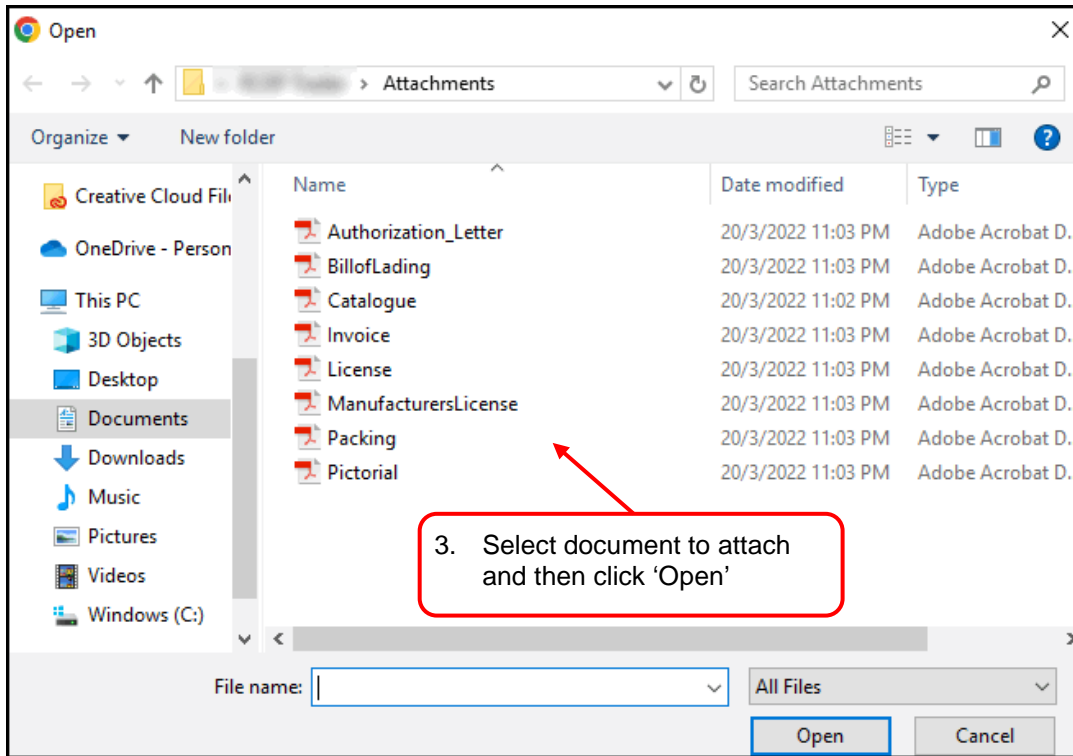 Open
Attachments
Search Attachments
Organize
New folder
?
Name
Date modified
Type
Creative Cloud Fil
OneDrive - Person
This PC
3D Objects
Desktop
Documents
Downloads
Music
Pictures
Videos
Windows (C:)
Authorization_Letter 20/3/2022 11:03 PM Adobe Acrobat D.
BillofLading 20/3/2022 11:03 PM Adobe Acrobat D.
Catalogue 20/3/2022 11:02 PM Adobe Acrobat D.
Invoice 20/3/2022 11:03 PM Adobe Acrobat D.
License 20/3/2022 11:03 PM Adobe Acrobat D.
ManufacturersLicense 20/3/2022 11:03 PM Adobe Acrobat D.
Packing 20/3/2022 11:03 PM Adobe Acrobat D.
Pictorial 20/3/2022 11:03 PM Adobe Acrobat D.
3. Select document to attach
and then click ‘Open’
File name:
All Files
Open
Cancel